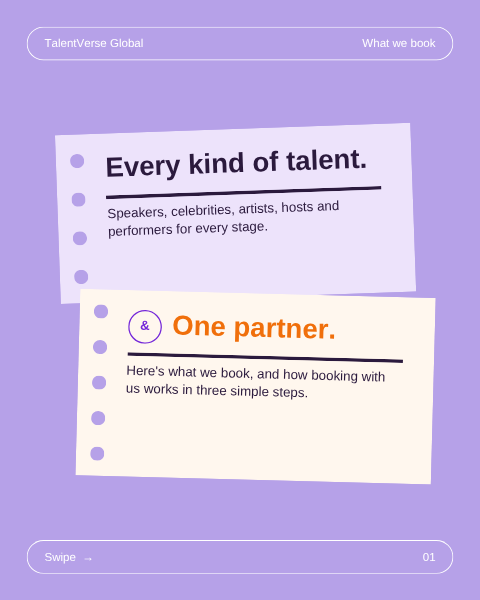 TalentVerse Global
What we book
Every kind of talent.
Speakers, celebrities, artists, hosts and
performers for every stage.
& One partner.
Here's what we book, and how booking with
us works in three simple steps.
Swipe →
01